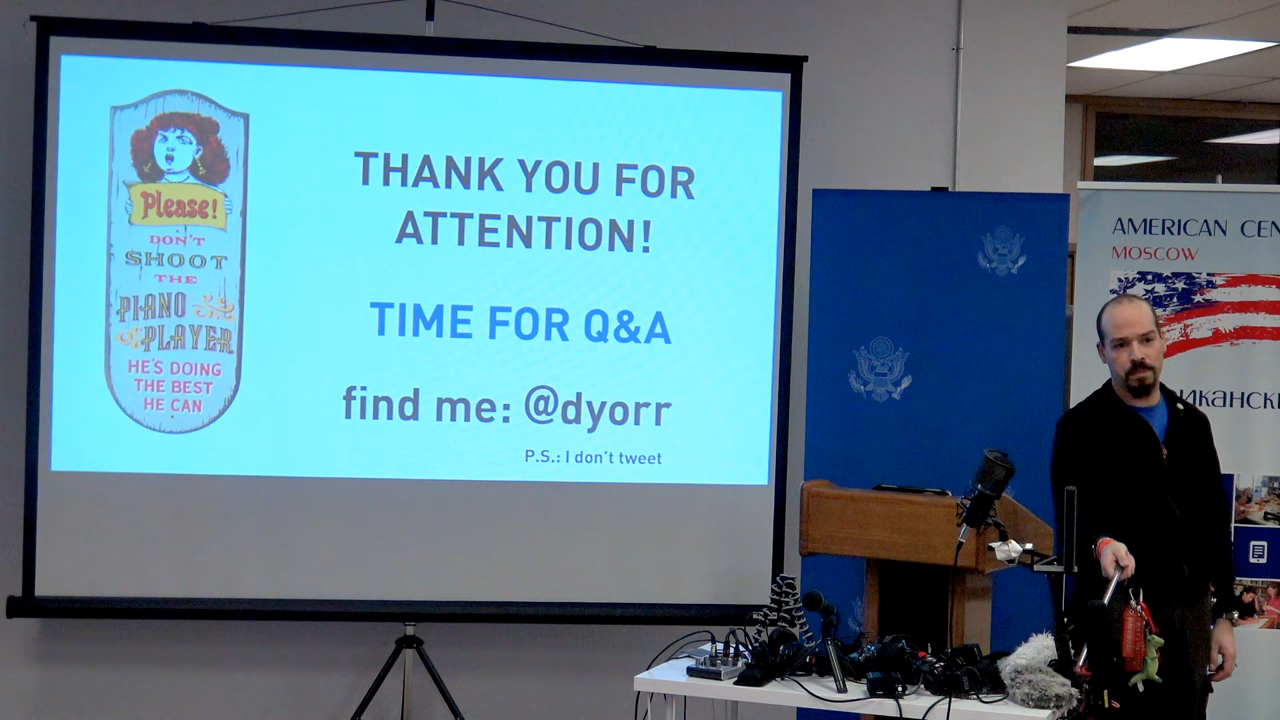 Please!
DON'T
SHOOT
THE
PIANO
PLAYER
HE'S DOING
THE BEST
HE CAN
THANK YOU FOR
ATTENTION!
TIME FOR Q&A
find me: @dyorr
P.S.: I don't tweet
AMERICAN CEN
MOSCOW
иканск